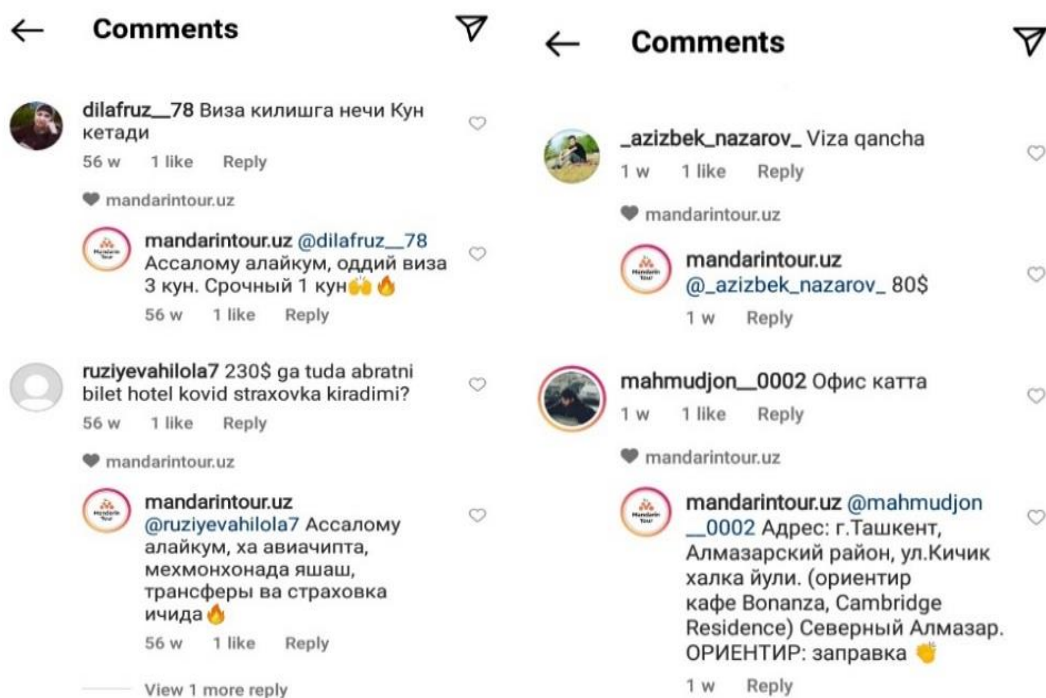 Comments
dilafruz__78 Виза килишга нечи Кун
кетади
56 w 1 like Reply
mandarintour.uz
mandarintour.uz @dilafruz__78
Ассалому алайкум, оддий виза
3 кун. Срочный 1 кун🙌🔥
56 w 1 like Reply
ruziyevahilola7 230$ ga tuda abratni
bilet hotel kovid straxovka kiradimi?
56 w 1 like Reply
mandarintour.uz
mandarintour.uz
@ruziyevahilola7 Ассалому
алайкум, ха авиачипта,
мехмонхонада яшаш,
трансферы ва страховка
ичида🔥
56 w 1 like Reply
View 1 more reply
Comments
_azizbek_nazarov_ Viza qancha
1 w 1 like Reply
mandarintour.uz
mandarintour.uz
@_azizbek_nazarov_ 80$
1 w Reply
mahmudjon__0002 Офис катта
1 w 1 like Reply
mandarintour.uz
mandarintour.uz @mahmudjon
__0002 Адрес: г.Ташкент,
Алмазарский район, ул.Кичик
халка йули. (ориентир
кафе Bonanza, Cambridge
Residence) Северный Алмазар.
ОРИЕНТИР: заправка 👏
1 w Reply